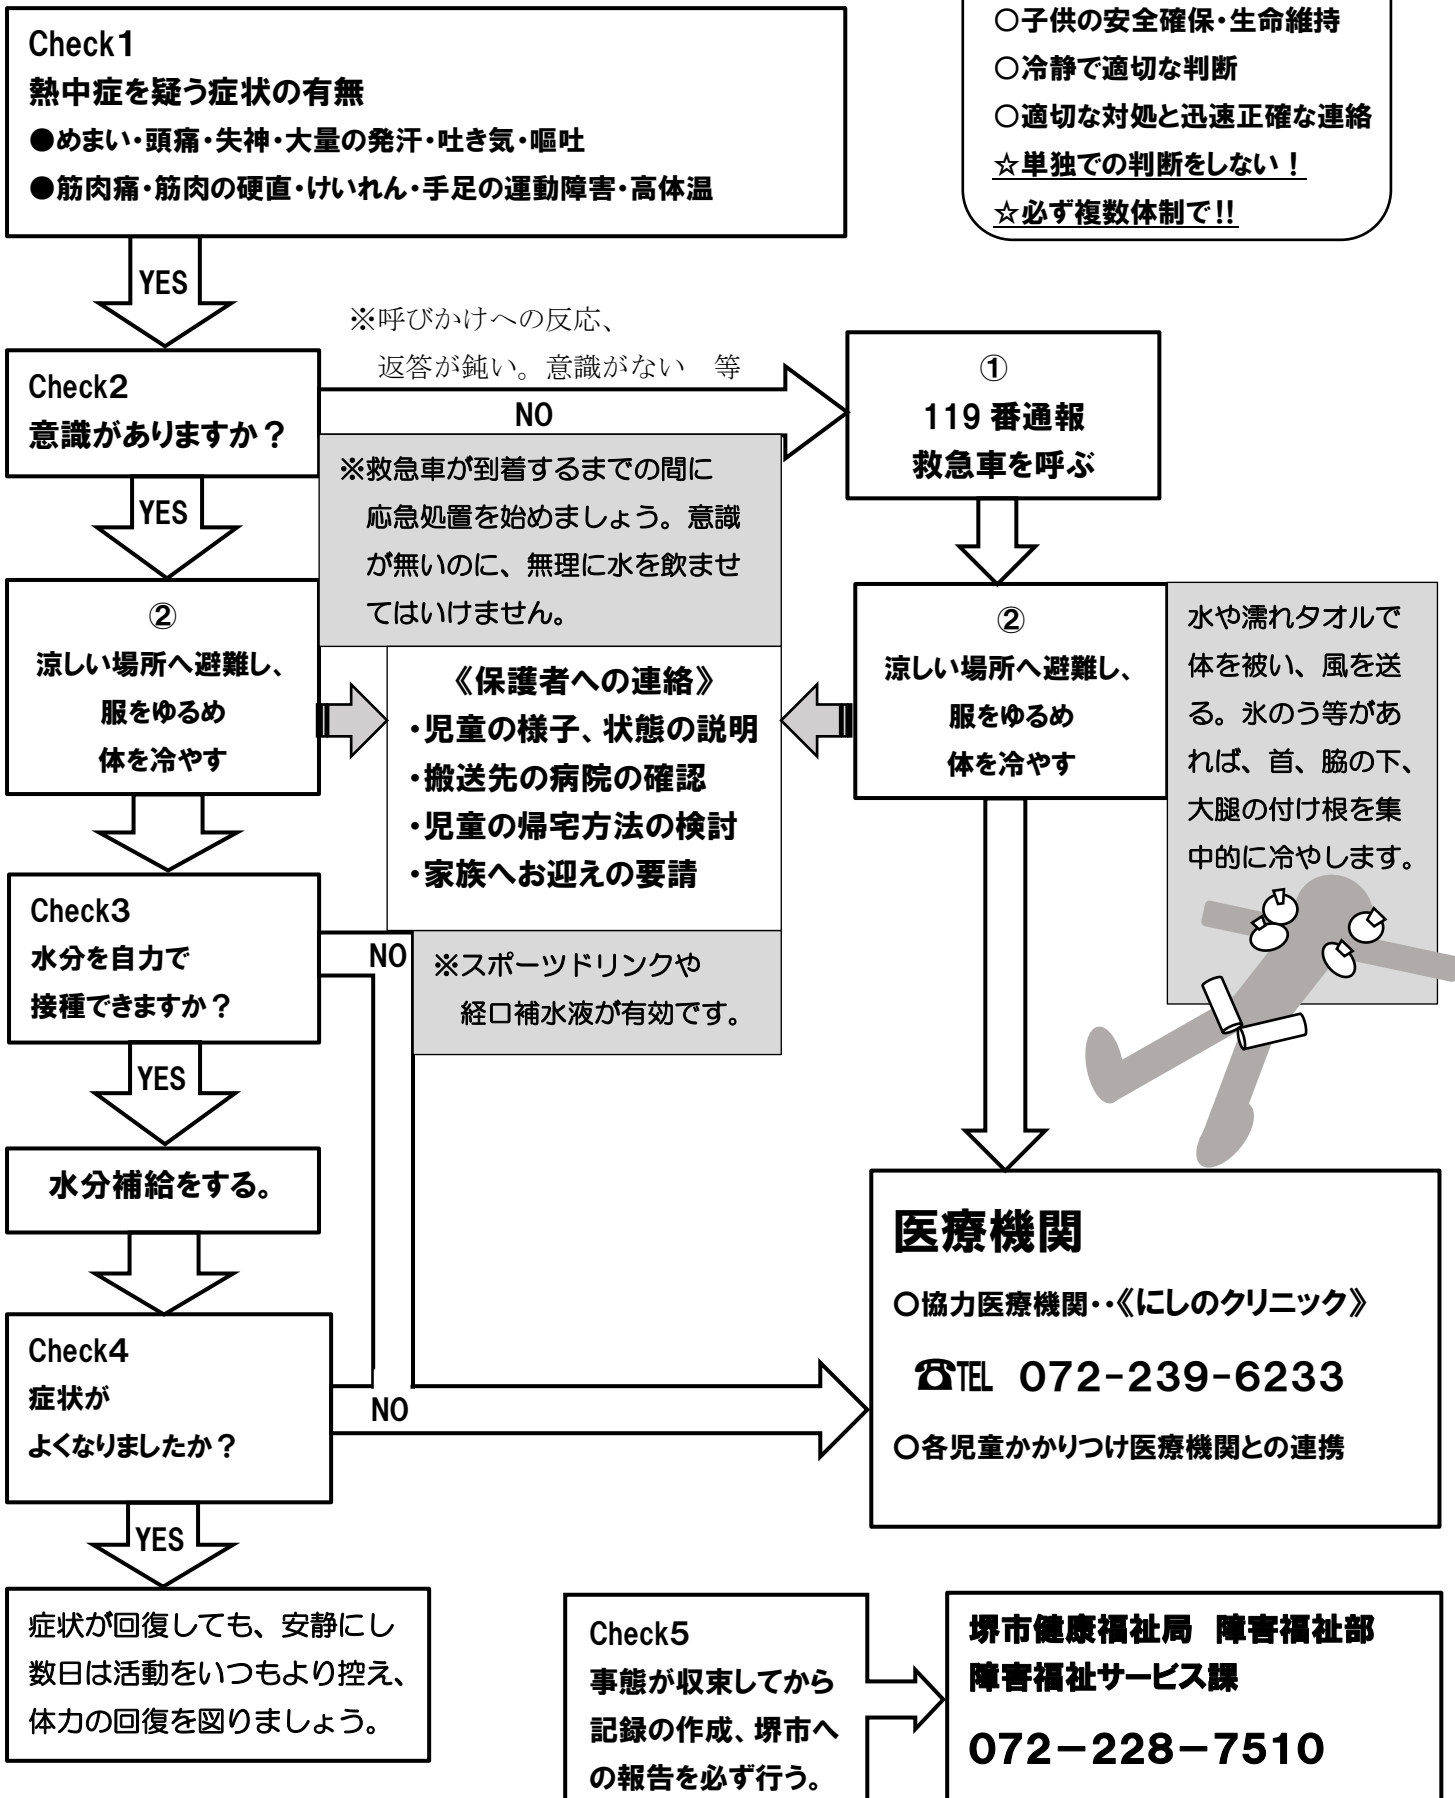 Check1
熱中症を疑う症状の有無
●めまい・頭痛・失神・大量の発汗・吐き気・嘔吐
●筋肉痛・筋肉の硬直・けいれん・手足の運動障害・高体温
○子供の安全確保・生命維持
○冷静で適切な判断
○適切な対処と迅速正確な連絡
☆単独での判断をしない！
☆必ず複数体制で!!
YES
※呼びかけへの反応、
返答が鈍い。意識がない　等
Check2
意識がありますか？
NO
①
119番通報
救急車を呼ぶ
※救急車が到着するまでの間に
応急処置を始めましょう。意識
が無いのに、無理に水を飲ませ
てはいけません。
YES
②
涼しい場所へ避難し、
服をゆるめ
体を冷やす
《保護者への連絡》
・児童の様子、状態の説明
・搬送先の病院の確認
・児童の帰宅方法の検討
・家族へお迎えの要請
②
涼しい場所へ避難し、
服をゆるめ
体を冷やす
水や濡れタオルで
体を被い、風を送
る。氷のう等があ
れば、首、脇の下、
大腿の付け根を集
中的に冷やします。
Check3
水分を自力で
接種できますか？
NO
※スポーツドリンクや
経口補水液が有効です。
YES
水分補給をする。
Check4
症状が
よくなりましたか？
NO
医療機関
○協力医療機関‥《にしのクリニック》
☎℡ 072-239-6233
○各児童かかりつけ医療機関との連携
YES
症状が回復しても、安静にし
数日は活動をいつもより控え、
体力の回復を図りましょう。
Check5
事態が収束してから
記録の作成、堺市へ
の報告を必ず行う。
堺市健康福祉局　障害福祉部
障害福祉サービス課
072－228－7510